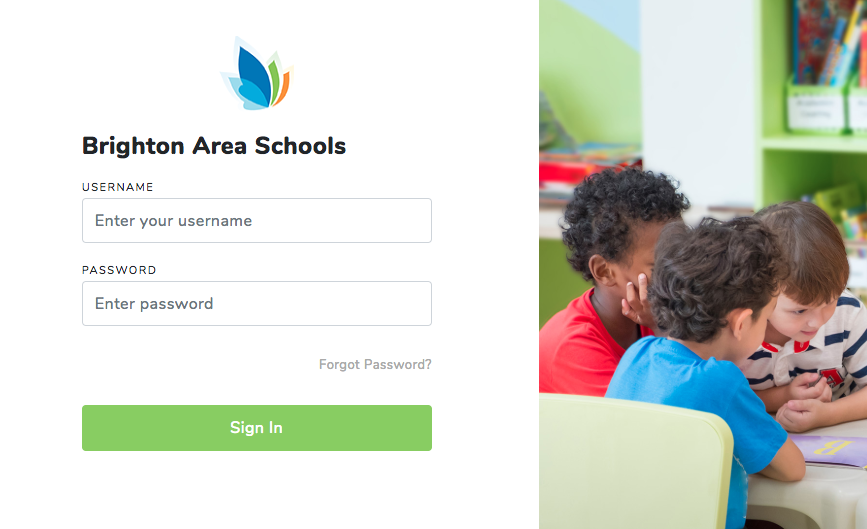 Brighton Area Schools
USERNAME
Enter your username
PASSWORD
Enter password
Forgot Password?
Sign In
B